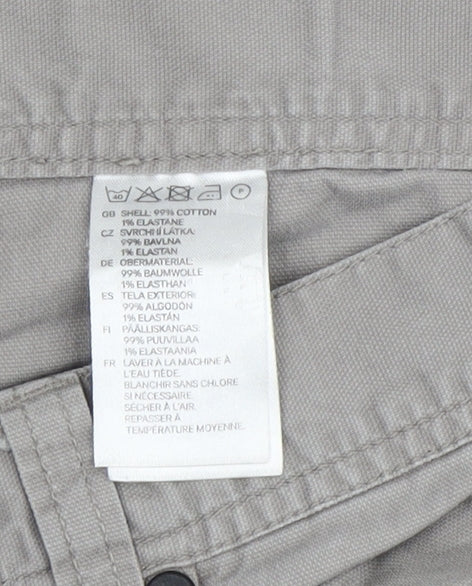 40 P
GB SHELL: 99% COTTON
1% ELASTANE
CZ SVRCHNÍ LÁTKA:
99% BAVLNA
1% ELASTAN
DE OBERMATERIAL:
99% BAUMWOLLE
1% ELASTHAN
ES TELA EXTERIOR:
99% ALGODÓN
1% ELASTÁN
FI PÄÄLLISKANGAS:
99% PUUVILLAA
1% ELASTAANIA
FR LAVER À LA MACHINE À
L'EAU TIÈDE.
BLANCHIR SANS CHLORE
SI NÉCESSAIRE.
SÉCHER À L'AIR.
REPASSER À
TEMPÉRATURE MOYENNE.